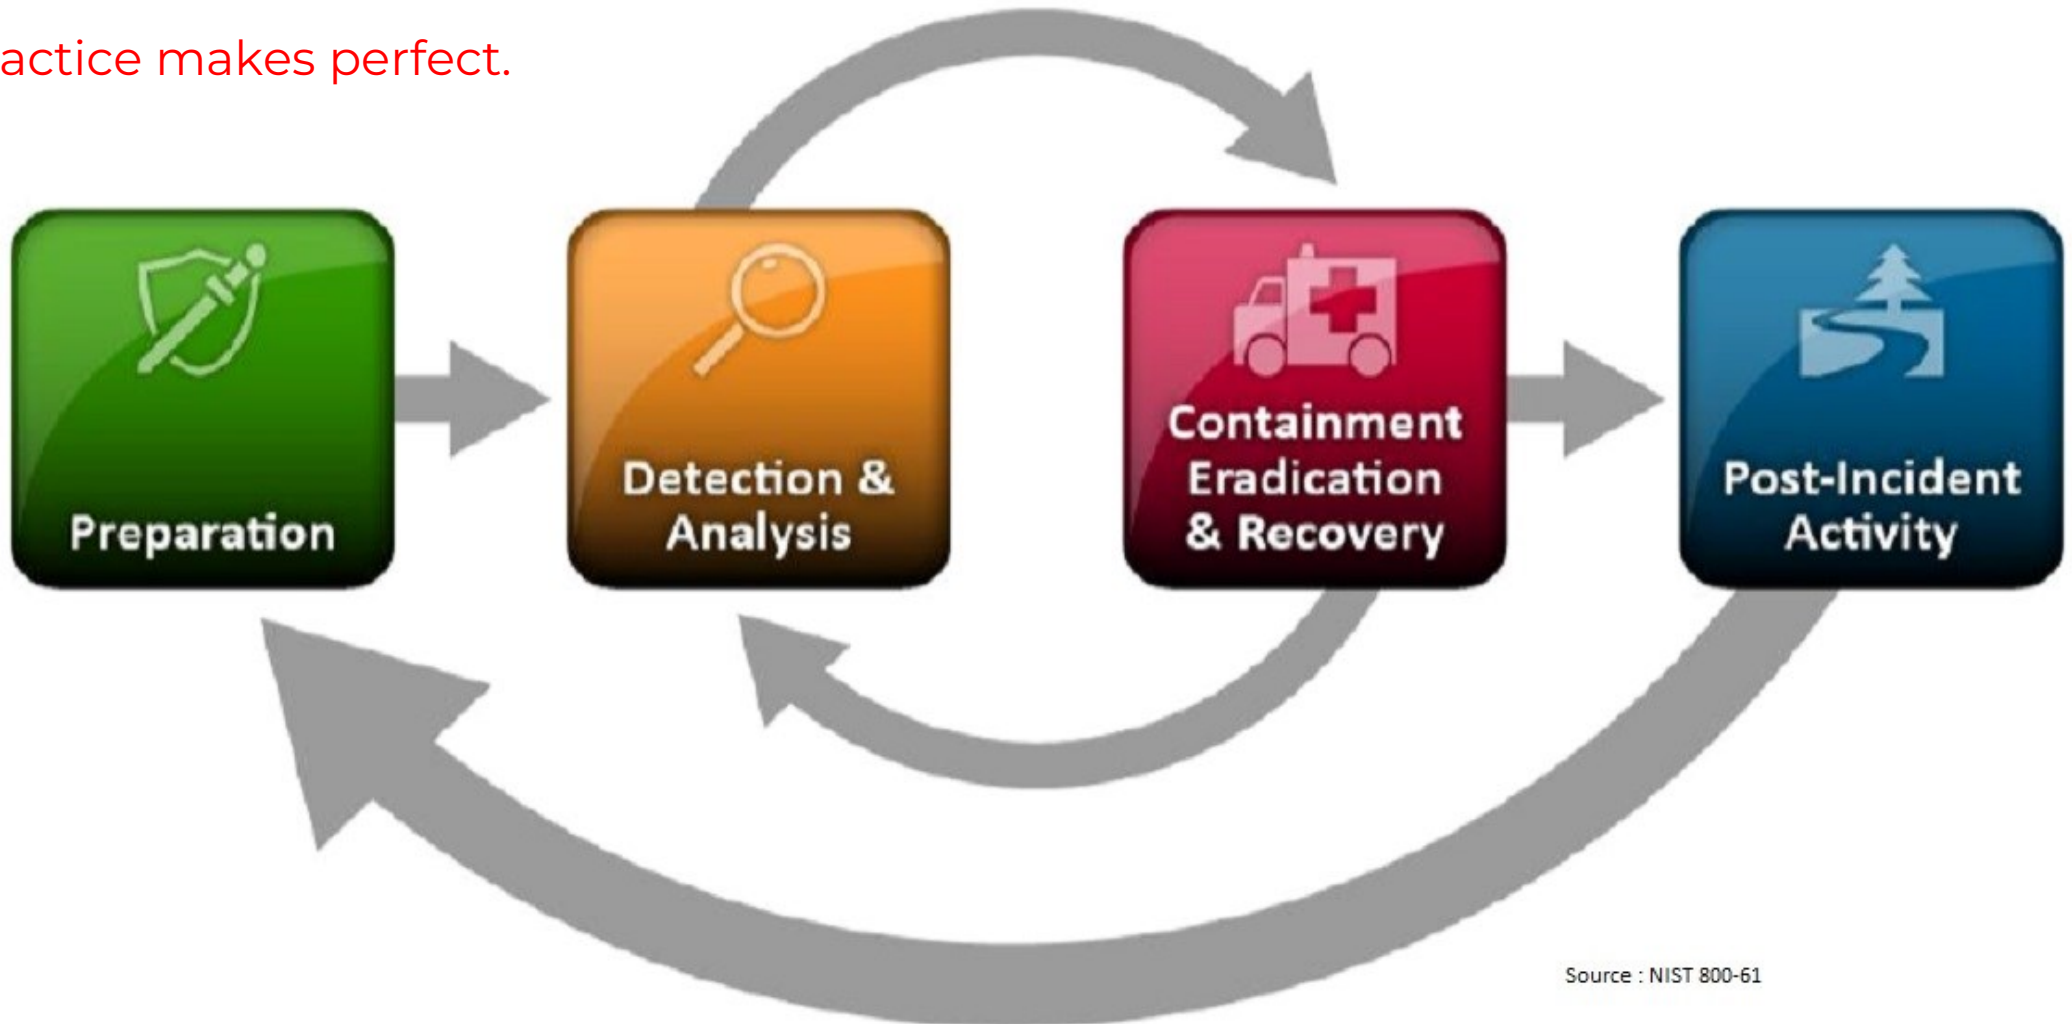 actice makes perfect.
Preparation
Detection &
Analysis
Containment
Eradication
& Recovery
Post-Incident
Activity
Source : NIST 800-61